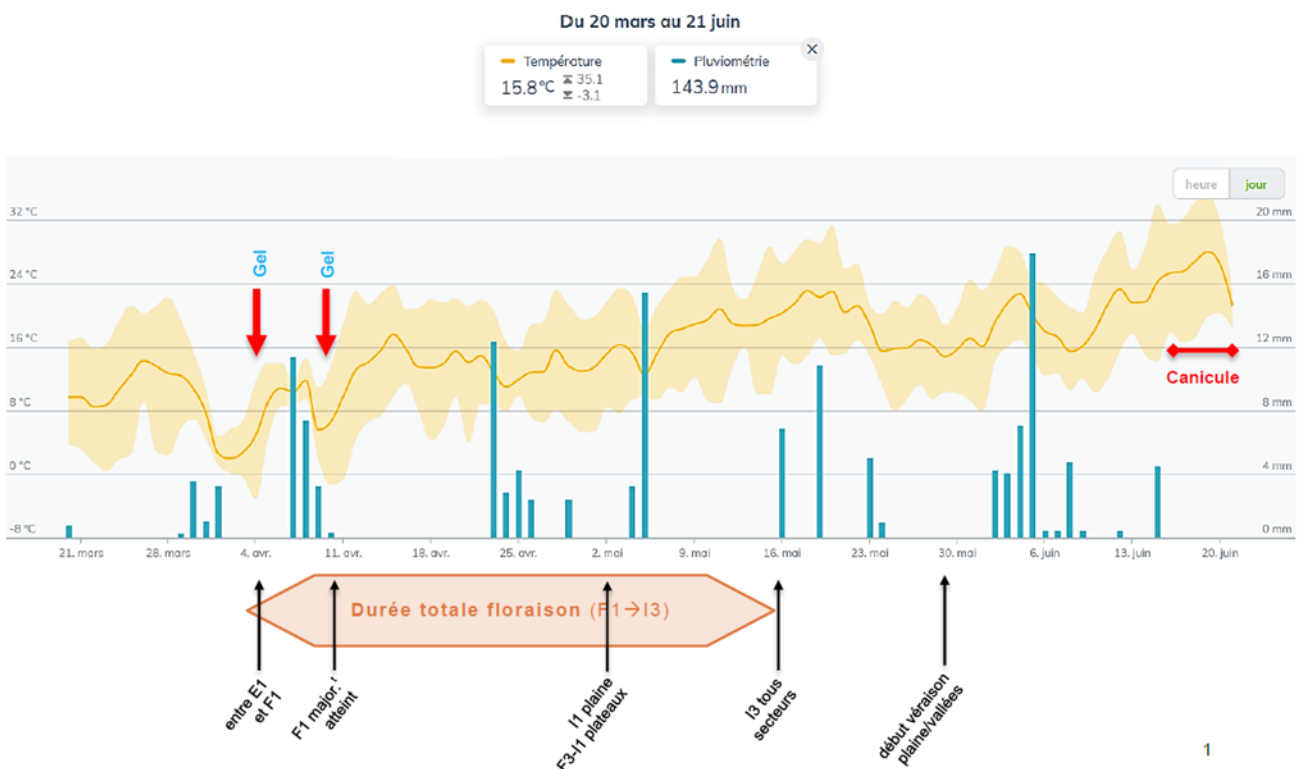 Du 20 mars au 21 juin
Température
15.8°C 35.1
-3.1
Pluviométrie
143.9 mm
heure jour
32 °C
24 °C
16 °C
8 °C
0 °C
-8 °C
20 mm
16 mm
12 mm
8 mm
4 mm
0 mm
Gel
Gel
Canicule
21. mars 28. mars 4. avr. 11. avr. 18. avr. 25. avr. 2. mai 9. mai 16. mai 23. mai 30. mai 6. juin 13. juin 20. juin
Durée totale floraison (F1→I3)
entre E1
et F1
F1 major.
atteint
I1 plaine
F3-I1 plateaux
I3 tous
secteurs
début véraison
plaine/vallées
1